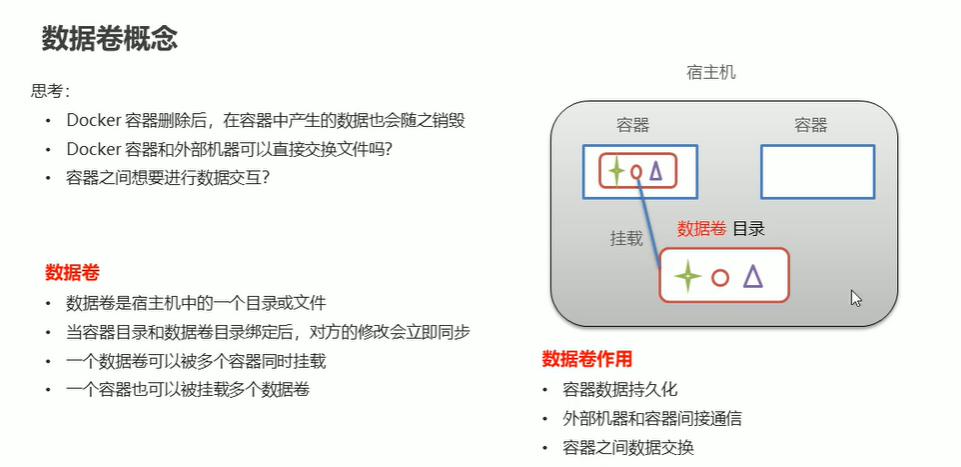 数据卷概念
思考：
• Docker 容器删除后，在容器中产生的数据也会随之销毁
• Docker 容器和外部机器可以直接交换文件吗？
• 容器之间想要进行数据交互？
数据卷
• 数据卷是宿主机中的一个目录或文件
• 当容器目录和数据卷目录绑定后，对方的修改会立即同步
• 一个数据卷可以被多个容器同时挂载
• 一个容器也可以被挂载多个数据卷
宿主机
容器
容器
挂载
数据卷 目录
数据卷作用
• 容器数据持久化
• 外部机器和容器间接通信
• 容器之间数据交换